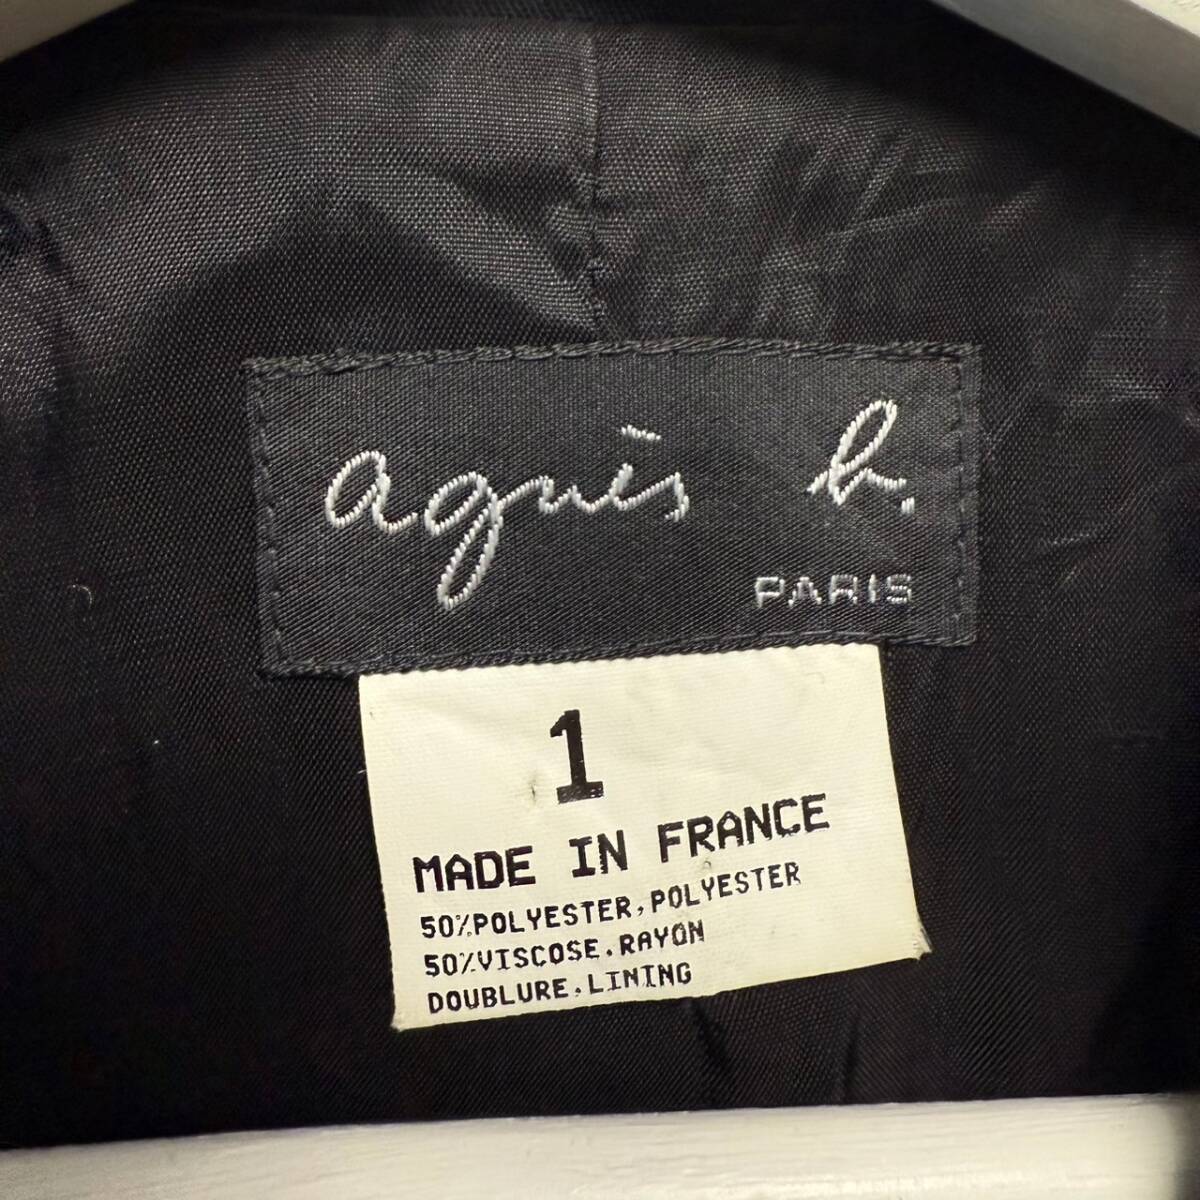 agnès b.
PARIS
1
MADE IN FRANCE
50%POLYESTER,POLYESTER
50%VISCOSE.RAYON
DOUBLURE.LINING